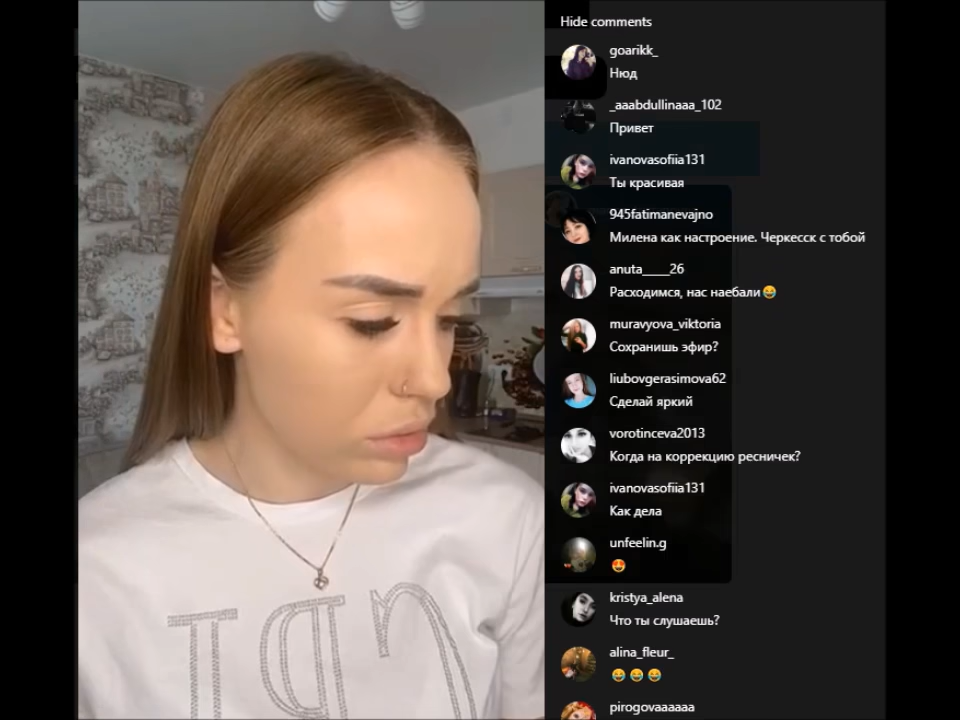 Hide comments
goarikk_
Нюд
_aaabdullinaaa_102
Привет
ivanovasofiia131
Ты красивая
945fatimanevajno
Милена как настроение. Черкесск с тобой
anuta____26
Расходимся, нас наебали😂
muravyova_viktoria
Сохранишь эфир?
liubovgerasimova62
Сделай яркий
vorotinceva2013
Когда на коррекцию ресничек?
ivanovasofiia131
Как дела
unfeelin.g
😍
kristya_alena
Что ты слушаешь?
alina_fleur_
😂😂😂
pirogovaaaaaa